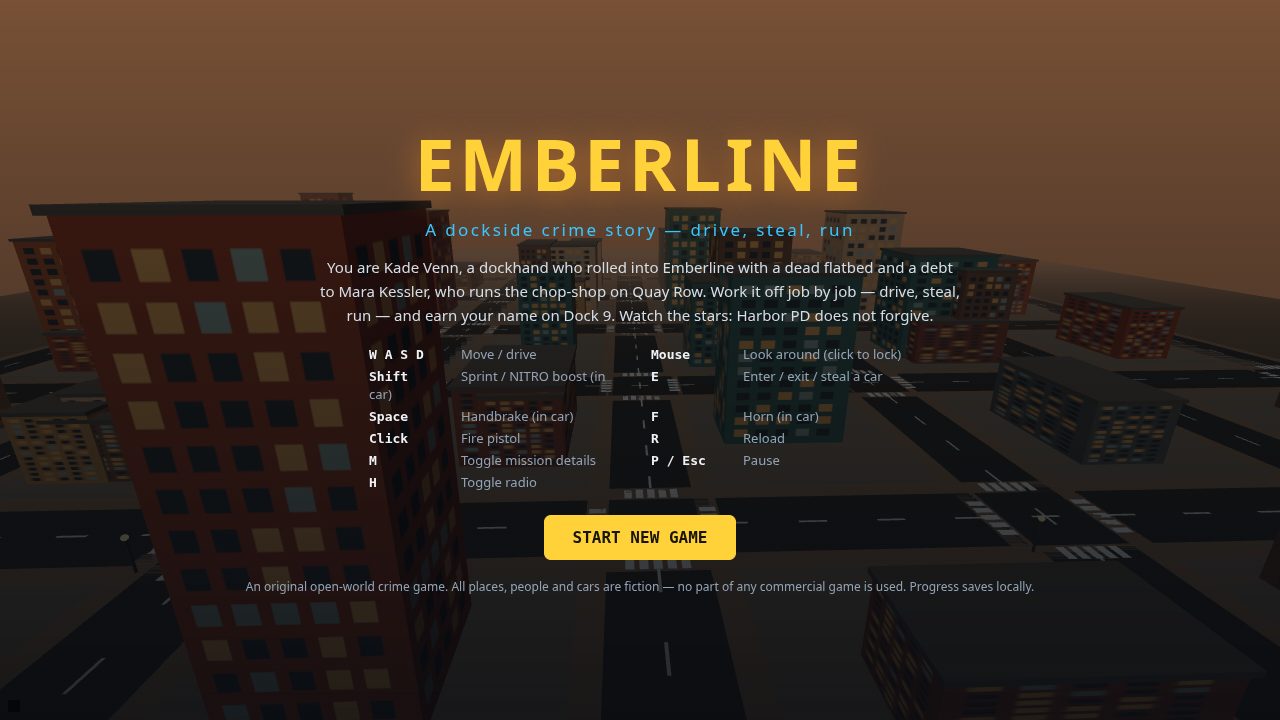 EMBERLINE
A dockside crime story — drive, steal, run
You are Kade Venn, a dockhand who rolled into Emberline with a dead flatbed and a debt
to Mara Kessler, who runs the chop-shop on Quay Row. Work it off job by job — drive, steal,
run — and earn your name on Dock 9. Watch the stars: Harbor PD does not forgive.
W A S D Move / drive Mouse Look around (click to lock)
Shift Sprint / NITRO boost (in E Enter / exit / steal a car
car)
Space Handbrake (in car) F Horn (in car)
Click Fire pistol R Reload
M Toggle mission details P / Esc Pause
H Toggle radio
START NEW GAME
An original open-world crime game. All places, people and cars are fiction — no part of any commercial game is used. Progress saves locally.